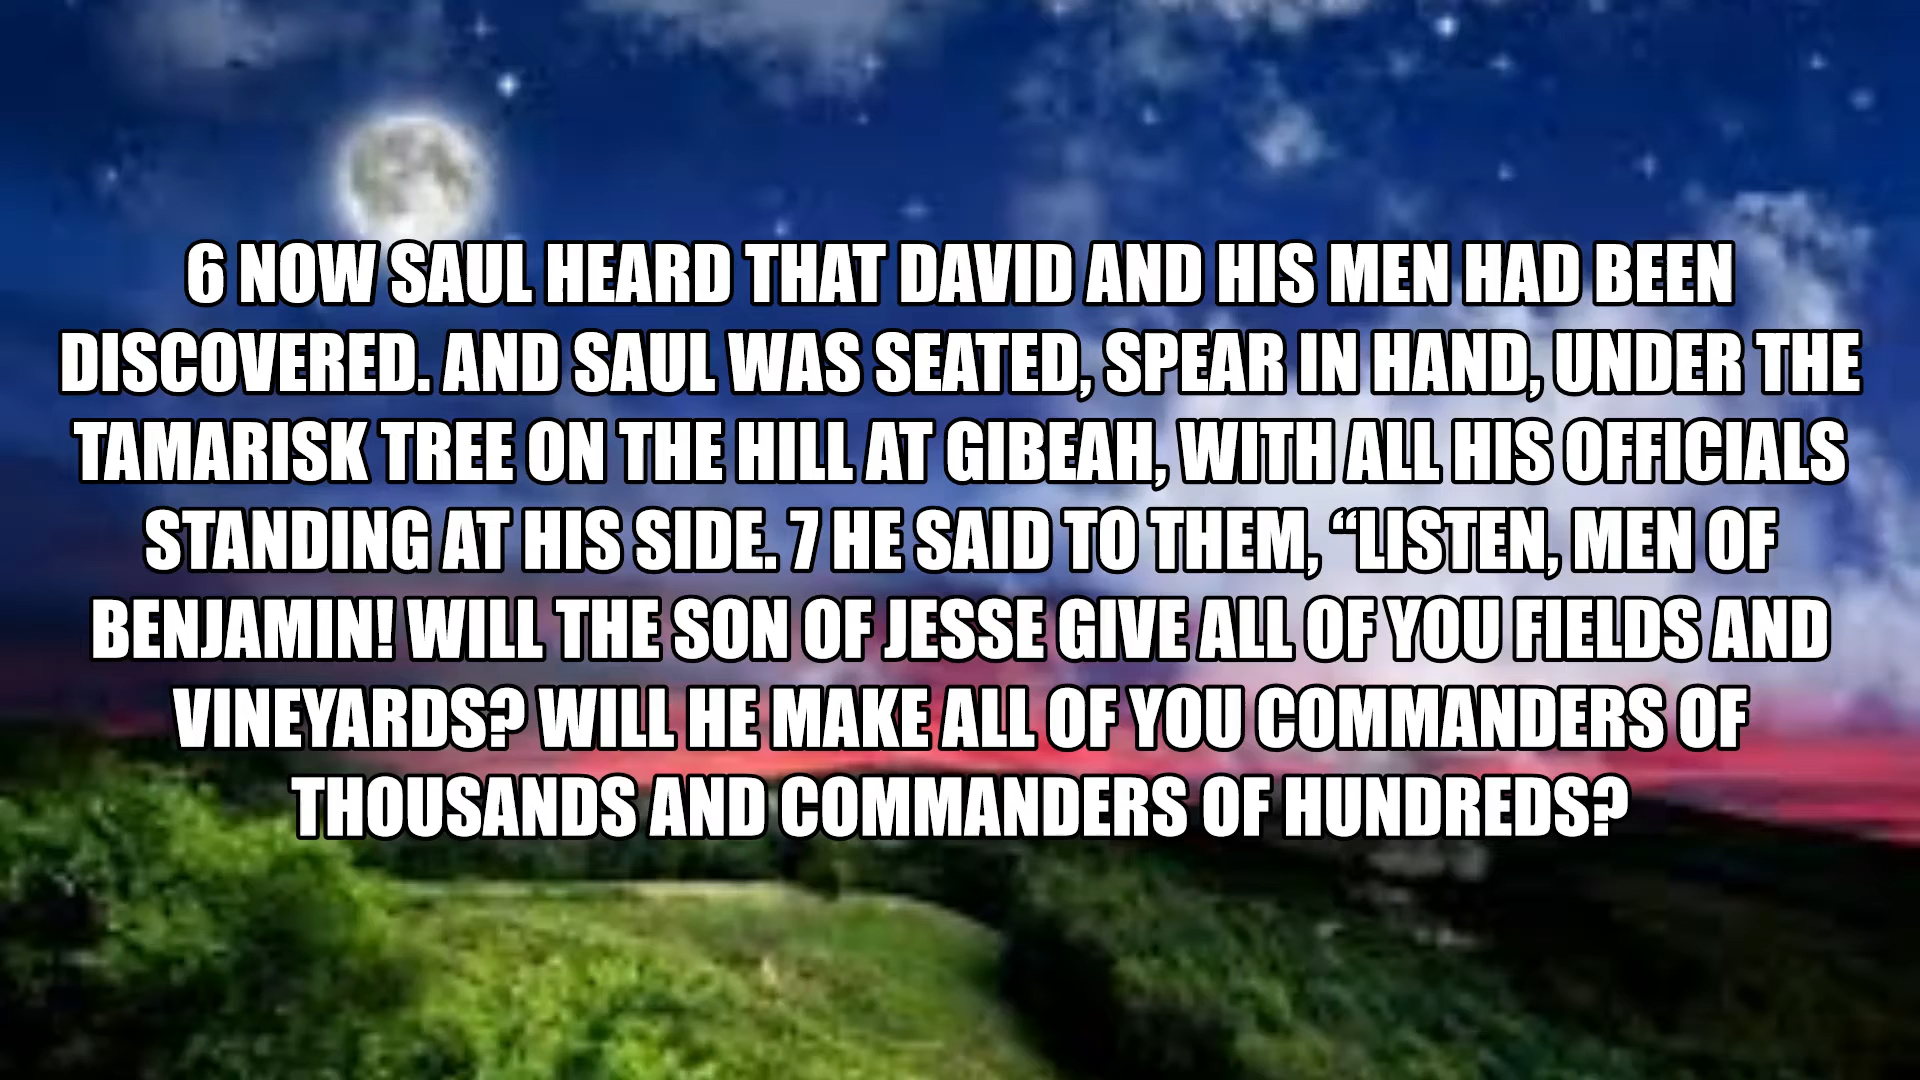 6 NOW SAUL HEARD THAT DAVID AND HIS MEN HAD BEEN
DISCOVERED. AND SAUL WAS SEATED, SPEAR IN HAND, UNDER THE
TAMARISK TREE ON THE HILL AT GIBEAH, WITH ALL HIS OFFICIALS
STANDING AT HIS SIDE. 7 HE SAID TO THEM, “LISTEN, MEN OF
BENJAMIN! WILL THE SON OF JESSE GIVE ALL OF YOU FIELDS AND
VINEYARDS? WILL HE MAKE ALL OF YOU COMMANDERS OF
THOUSANDS AND COMMANDERS OF HUNDREDS?